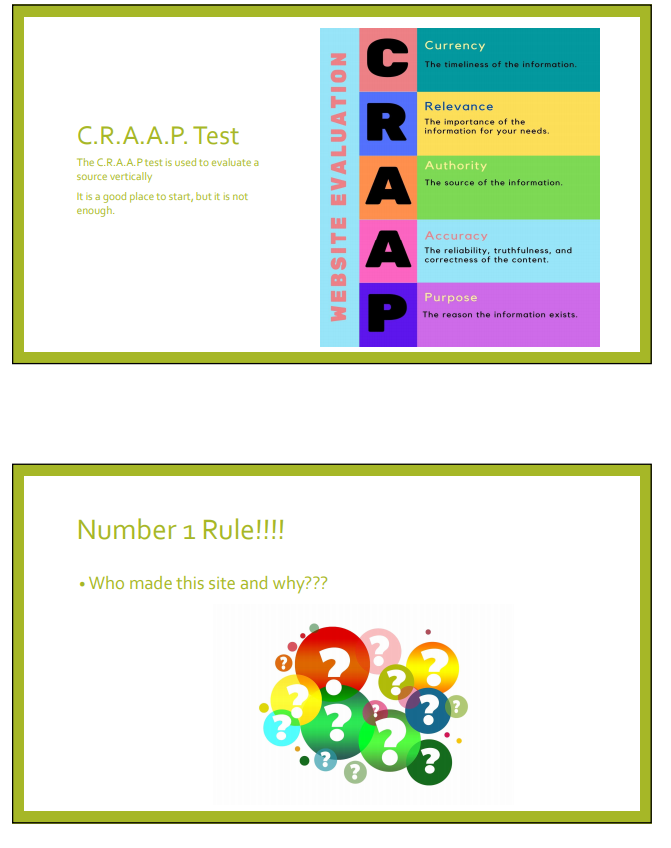 C.R.A.A.P. Test
The C.R.A.A.P test is used to evaluate a
source vertically
It is a good place to start, but it is not
enough.
WEBSITE EVALUATION
C
Currency
The timeliness of the information.
R
Relevance
The importance of the
information for your needs.
A
Authority
The source of the information.
A
Accuracy
The reliability, truthfulness, and
correctness of the content.
P
Purpose
The reason the information exists.
Number 1 Rule!!!!
• Who made this site and why???
? ? ? ? ? ? ? ? ? ? ? ? ? ? ?